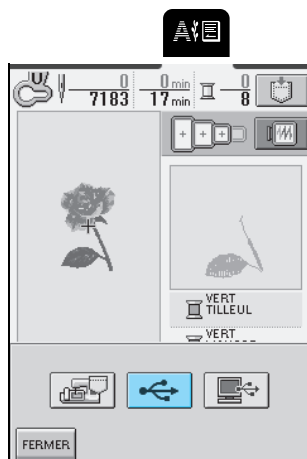 A
U
0 0 min 0
7183 17 min 8
VERT
TILLEUL
VERT
FERMER